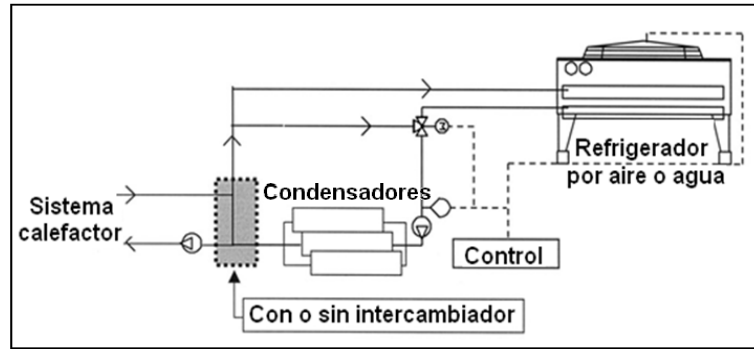 Refrigerador
por aire o agua
Condensadores
Sistema
calefactor
Control
Con o sin intercambiador